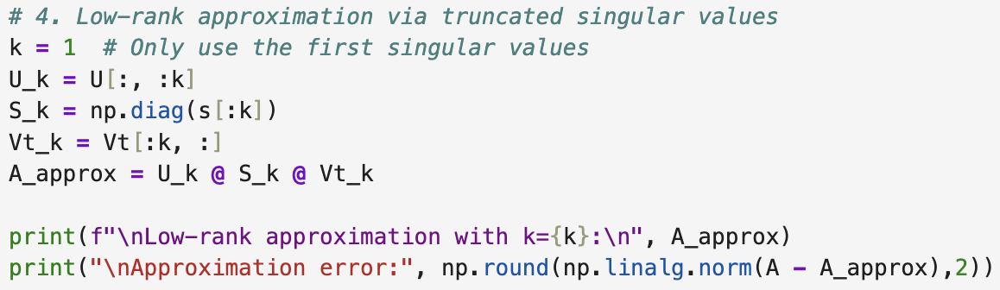 # 4. Low-rank approximation via truncated singular values
k = 1  # Only use the first singular values
U_k = U[:, :k]
S_k = np.diag(s[:k])
Vt_k = Vt[:k, :]
A_approx = U_k @ S_k @ Vt_k

print(f"\nLow-rank approximation with k={k}:\n", A_approx)
print("\nApproximation error:", np.round(np.linalg.norm(A - A_approx),2))